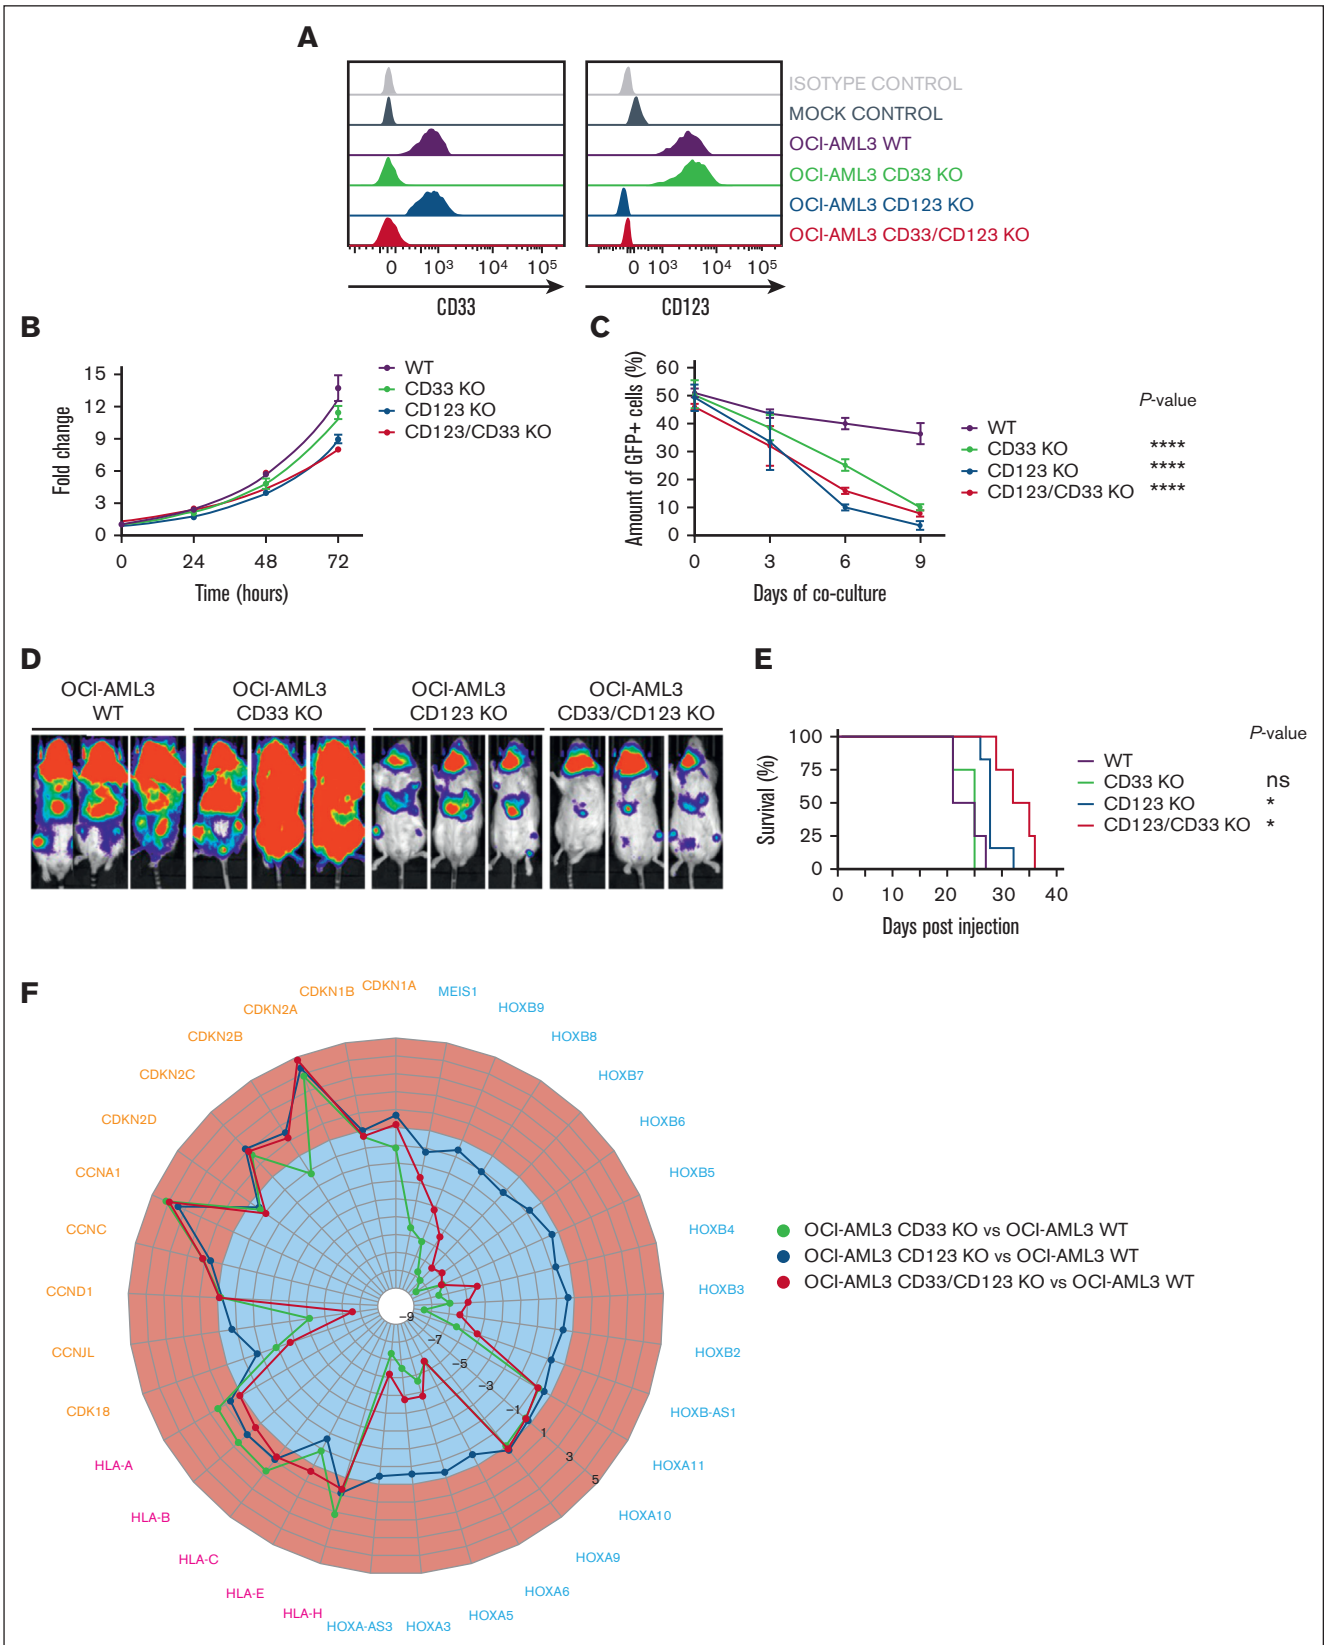 A
ISOTYPE CONTROL
MOCK CONTROL
OCI-AML3 WT
OCI-AML3 CD33 KO
OCI-AML3 CD123 KO
OCI-AML3 CD33/CD123 KO
0 10³ 10⁴ 10⁵
0 10³ 10⁴ 10⁵
CD33
CD123
B
Fold change
15
12
9
6
3
0
0 24 48 72
Time (hours)
WT
CD33 KO
CD123 KO
CD123/CD33 KO
C
Amount of GFP+ cells (%)
60
50
40
30
20
10
0
0 3 6 9
Days of co-culture
P-value
WT
CD33 KO ****
CD123 KO ****
CD123/CD33 KO ****
D
OCI-AML3 WT
OCI-AML3 CD33 KO
OCI-AML3 CD123 KO
OCI-AML3 CD33/CD123 KO
E
Survival (%)
100
75
50
25
0
0 10 20 30 40
Days post injection
P-value
WT
CD33 KO ns
CD123 KO *
CD123/CD33 KO *
F
CDKN1A
MEIS1
HOXB9
HOXB8
HOXB7
HOXB6
HOXB5
HOXB4
HOXB3
HOXB2
HOXB-AS1
HOXA11
HOXA10
HOXA9
HOXA6
HOXA5
HOXA3
HOXA-AS3
HLA-H
HLA-E
HLA-C
HLA-B
HLA-A
CDK18
CCNJL
CCND1
CCNC
CCNA1
CDKN2D
CDKN2C
CDKN2B
CDKN2A
CDKN1B
-9
-7
-5
-3
-1
1
3
5
OCI-AML3 CD33 KO vs OCI-AML3 WT
OCI-AML3 CD123 KO vs OCI-AML3 WT
OCI-AML3 CD33/CD123 KO vs OCI-AML3 WT